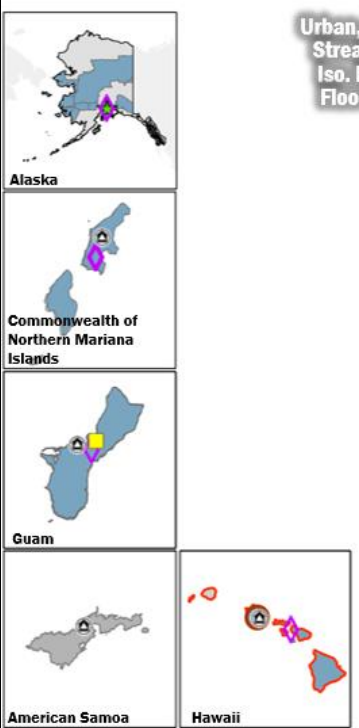 Urban,
Strea
Iso.
Floo
Alaska
Commonwealth of
Northern Mariana
Islands
Guam
American Samoa
Hawaii